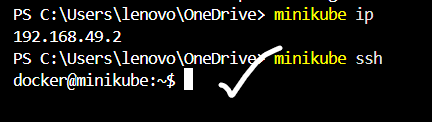 PS C:\Users\lenovo\OneDrive> minikube ip
192.168.49.2
PS C:\Users\lenovo\OneDrive> minikube ssh
docker@minikube:~$